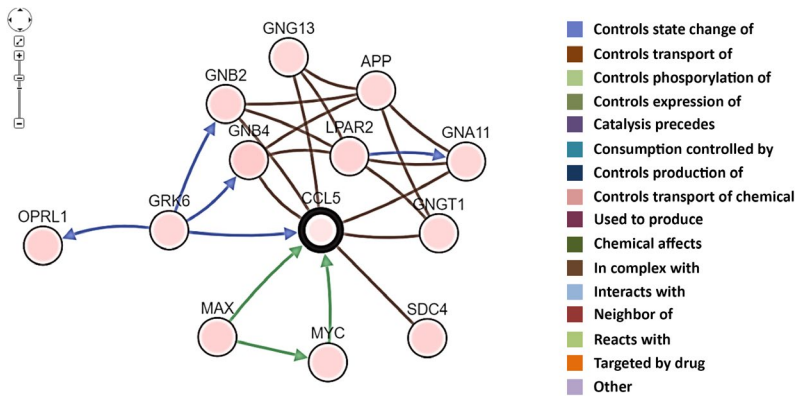 GNG13
APP
GNB2
GNB4
LPAR2
GNA11
CCL5
GRK6
GNGT1
OPRL1
MAX
MYC
SDC4
Controls state change of
Controls transport of
Controls phosporylation of
Controls expression of
Catalysis precedes
Consumption controlled by
Controls production of
Controls transport of chemical
Used to produce
Chemical affects
In complex with
Interacts with
Neighbor of
Reacts with
Targeted by drug
Other